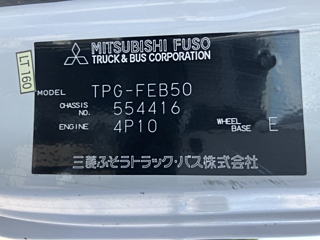 LT160
MITSUBISHI FUSO
TRUCK & BUS CORPORATION
MODEL TPG-FEB50
CHASSIS NO. 554416
ENGINE 4P10 WHEEL BASE E
三菱ふそうトラック・バス株式会社